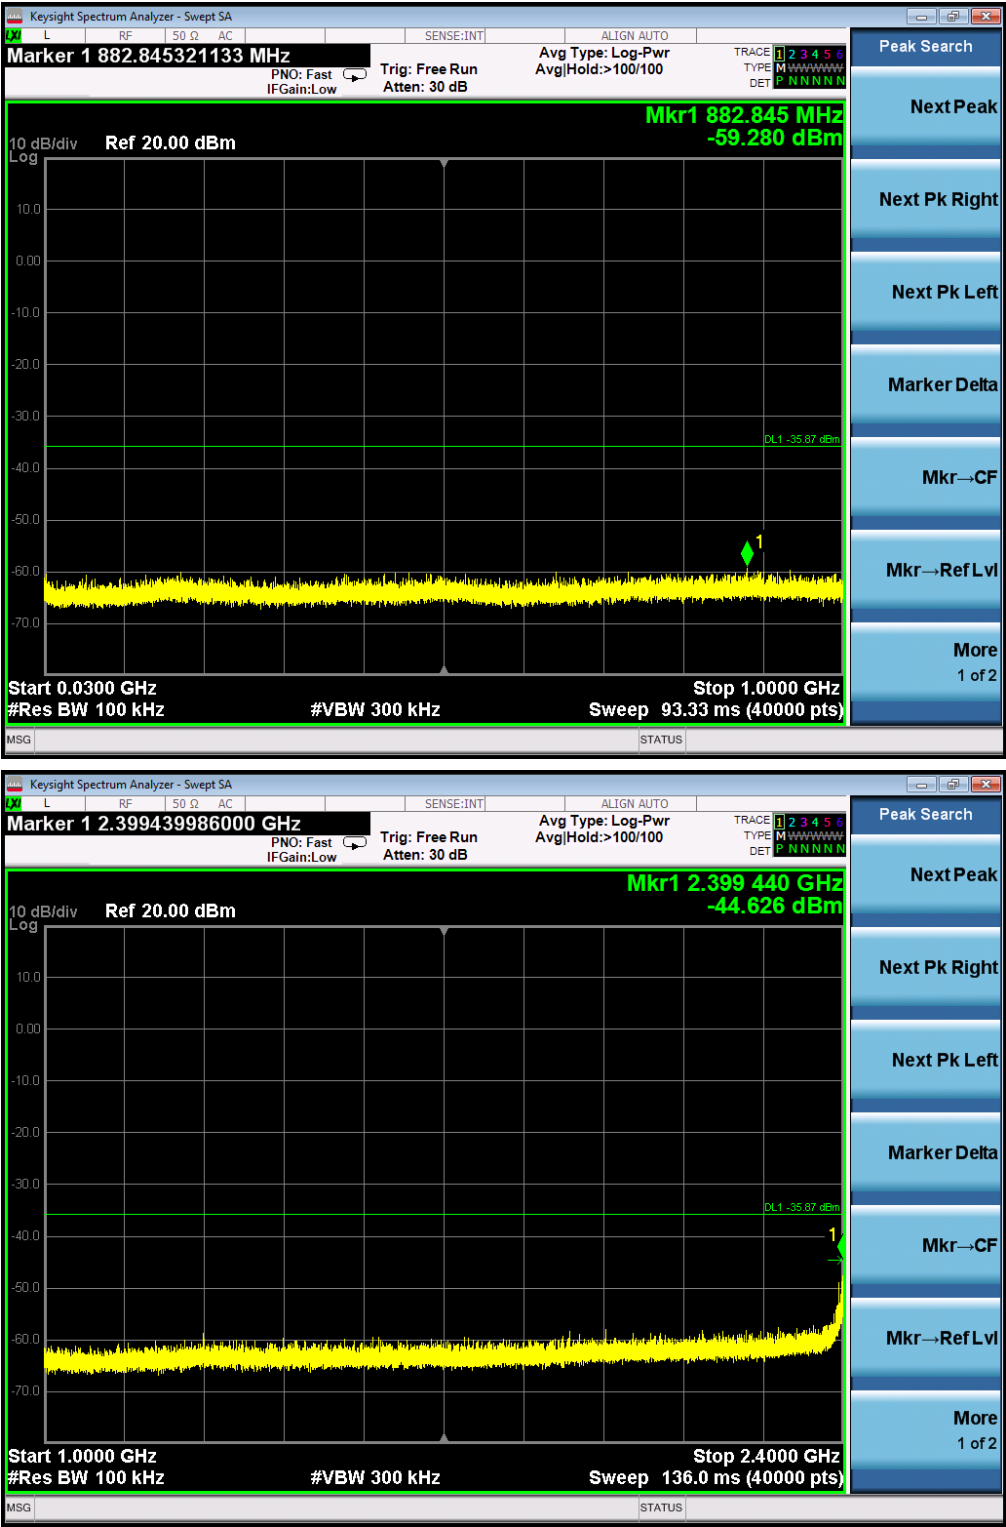 Keysight Spectrum Analyzer - Swept SA
LXI L RF 50 Ω AC SENSE:INT ALIGN AUTO
Marker 1 882.845321133 MHz
PNO: Fast
IFGain:Low
Trig: Free Run
Atten: 30 dB
Avg Type: Log-Pwr
Avg|Hold:>100/100
TRACE 1 2 3 4 5 6
TYPE M WWWWW
DET P N N N N N
Mkr1 882.845 MHz
-59.280 dBm
10 dB/div Ref 20.00 dBm
Log
10.0
0.00
-10.0
-20.0
-30.0
DL1 -35.87 dBm
-40.0
-50.0
1
-60.0
-70.0
Start 0.0300 GHz Stop 1.0000 GHz
#Res BW 100 kHz #VBW 300 kHz Sweep 93.33 ms (40000 pts)
MSG STATUS
Peak Search
Next Peak
Next Pk Right
Next Pk Left
Marker Delta
Mkr→CF
Mkr→Ref Lvl
More
1 of 2
Keysight Spectrum Analyzer - Swept SA
LXI L RF 50 Ω AC SENSE:INT ALIGN AUTO
Marker 1 2.399439986000 GHz
PNO: Fast
IFGain:Low
Trig: Free Run
Atten: 30 dB
Avg Type: Log-Pwr
Avg|Hold:>100/100
TRACE 1 2 3 4 5 6
TYPE M WWWWW
DET P N N N N N
Mkr1 2.399 440 GHz
-44.626 dBm
10 dB/div Ref 20.00 dBm
Log
10.0
0.00
-10.0
-20.0
-30.0
DL1 -35.87 dBm
-40.0
1
-50.0
-60.0
-70.0
Start 1.0000 GHz Stop 2.4000 GHz
#Res BW 100 kHz #VBW 300 kHz Sweep 136.0 ms (40000 pts)
MSG STATUS
Peak Search
Next Peak
Next Pk Right
Next Pk Left
Marker Delta
Mkr→CF
Mkr→Ref Lvl
More
1 of 2